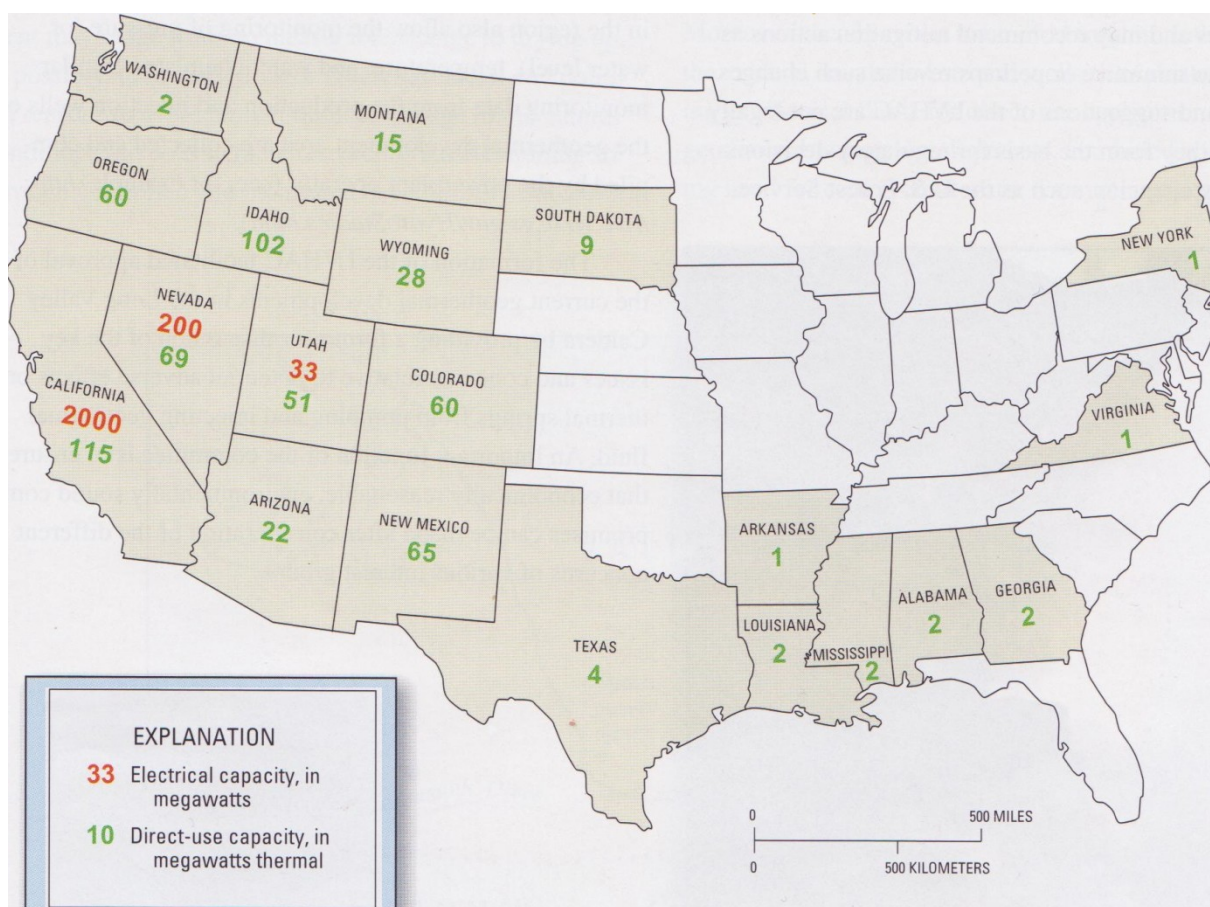 WASHINGTON
2
MONTANA
15
OREGON
60
IDAHO
102
WYOMING
28
SOUTH DAKOTA
9
NEW YORK
1
NEVADA
200
69
UTAH
33
51
COLORADO
60
CALIFORNIA
2000
115
VIRGINIA
1
ARIZONA
22
NEW MEXICO
65
ARKANSAS
1
ALABAMA
2
GEORGIA
2
LOUISIANA
2
MISSISSIPPI
2
TEXAS
4
EXPLANATION
33 Electrical capacity, in
megawatts
10 Direct-use capacity, in
megawatts thermal
0 500 MILES
0 500 KILOMETERS